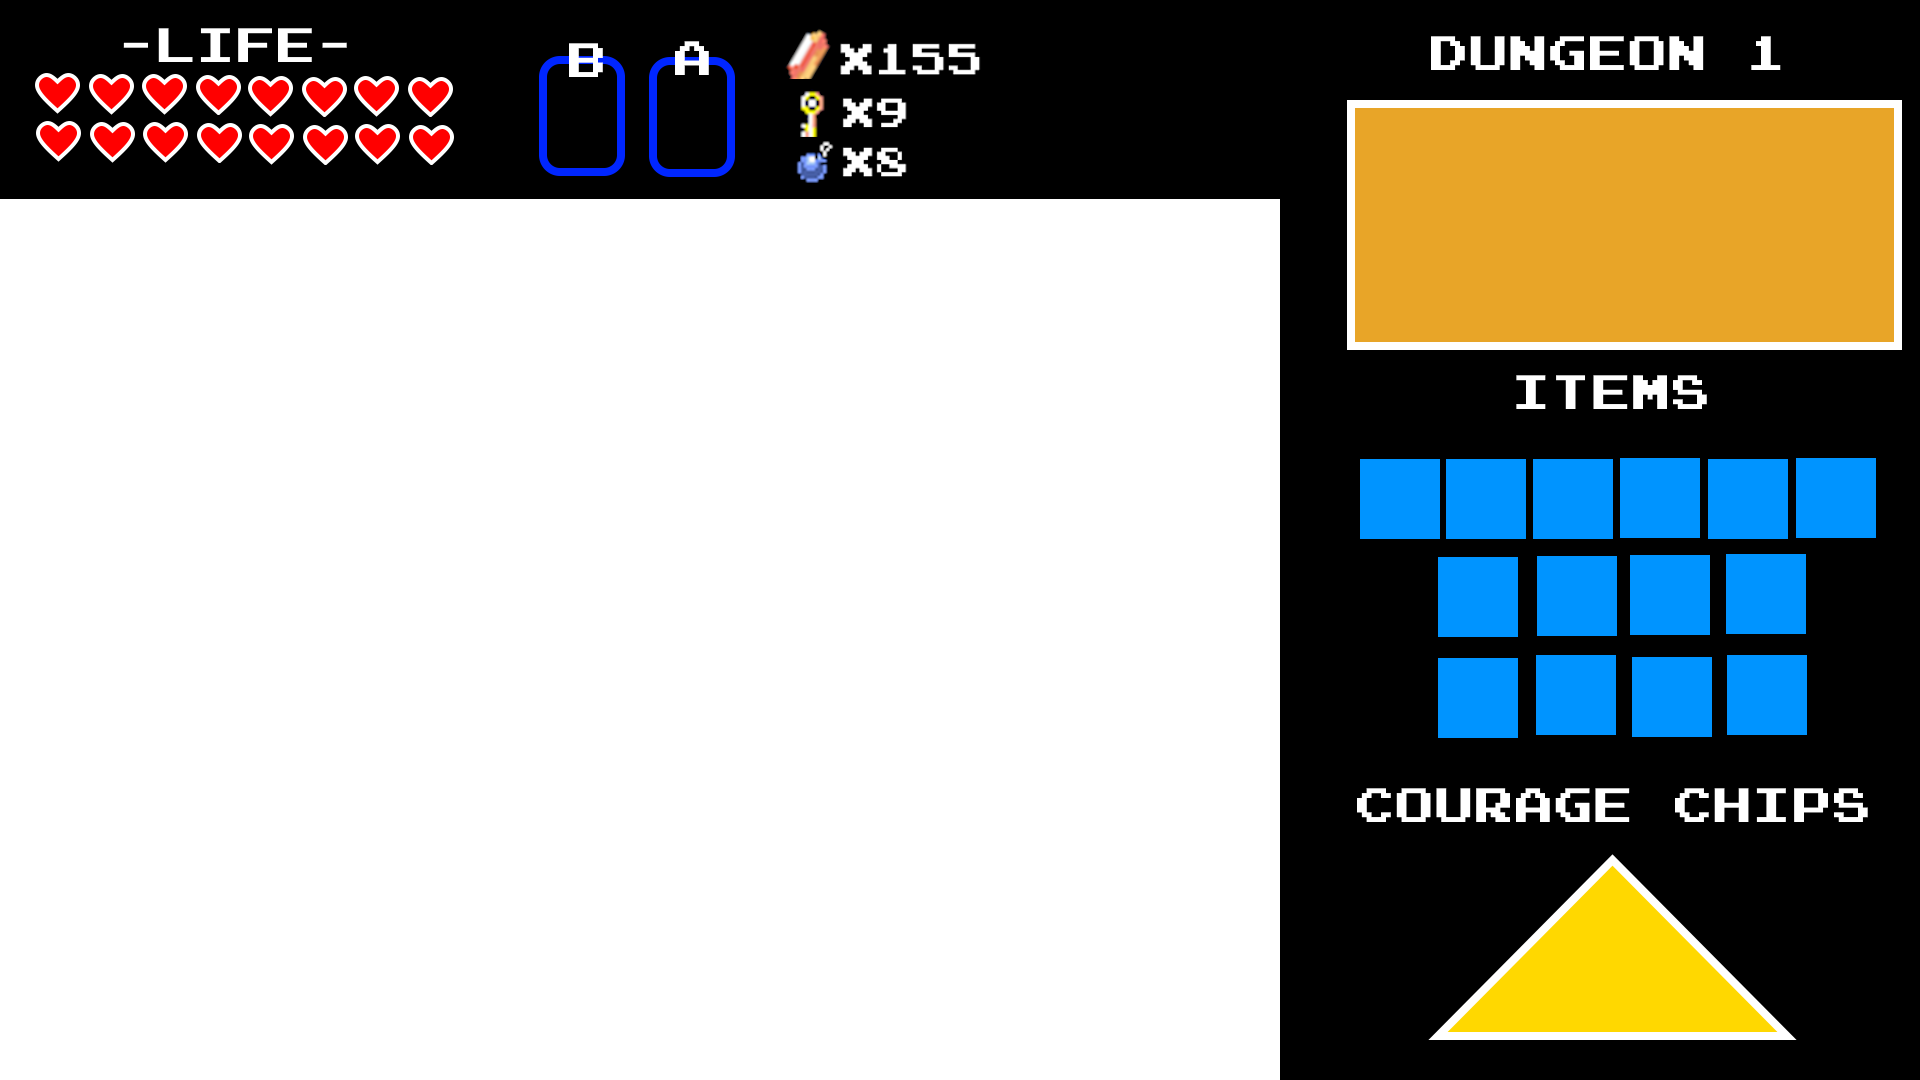 -LIFE-
B
A
X155
X9
X8
DUNGEON 1
ITEMS
COURAGE CHIPS